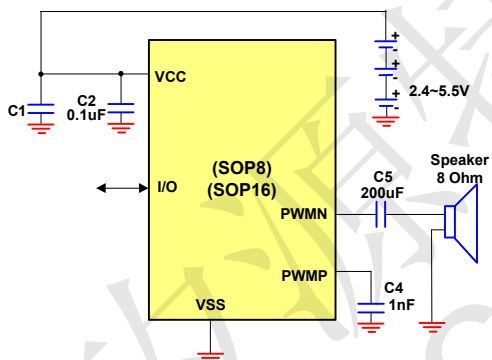 VCC
C1
C2
0.1uF
+
-
+
-
+
-
2.4~5.5V
(SOP8)
(SOP16)
I/O
Speaker
8 Ohm
C5
200uF
PWMN
PWMP
C4
1nF
VSS